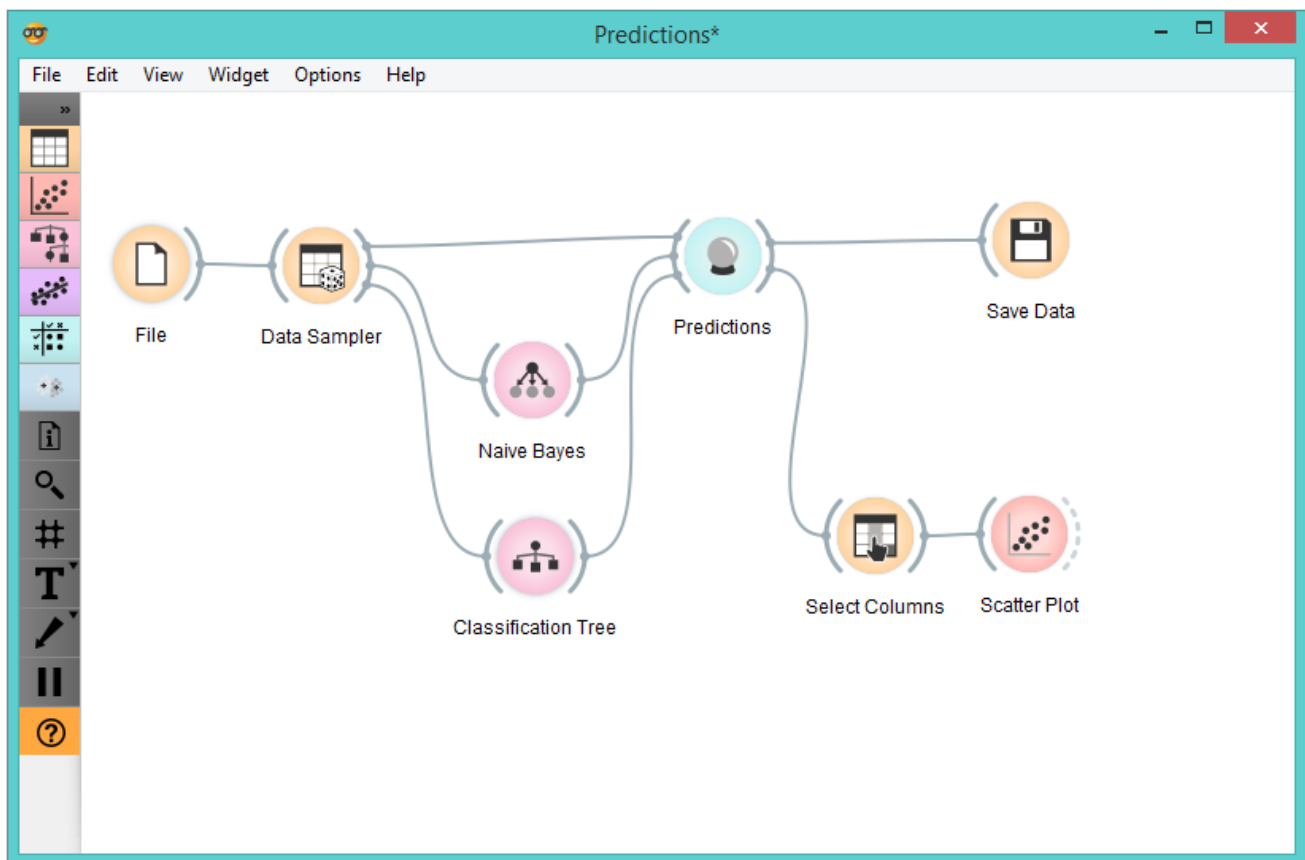 Predictions*
File Edit View Widget Options Help
File
Data Sampler
Predictions
Save Data
Naive Bayes
Select Columns
Scatter Plot
Classification Tree